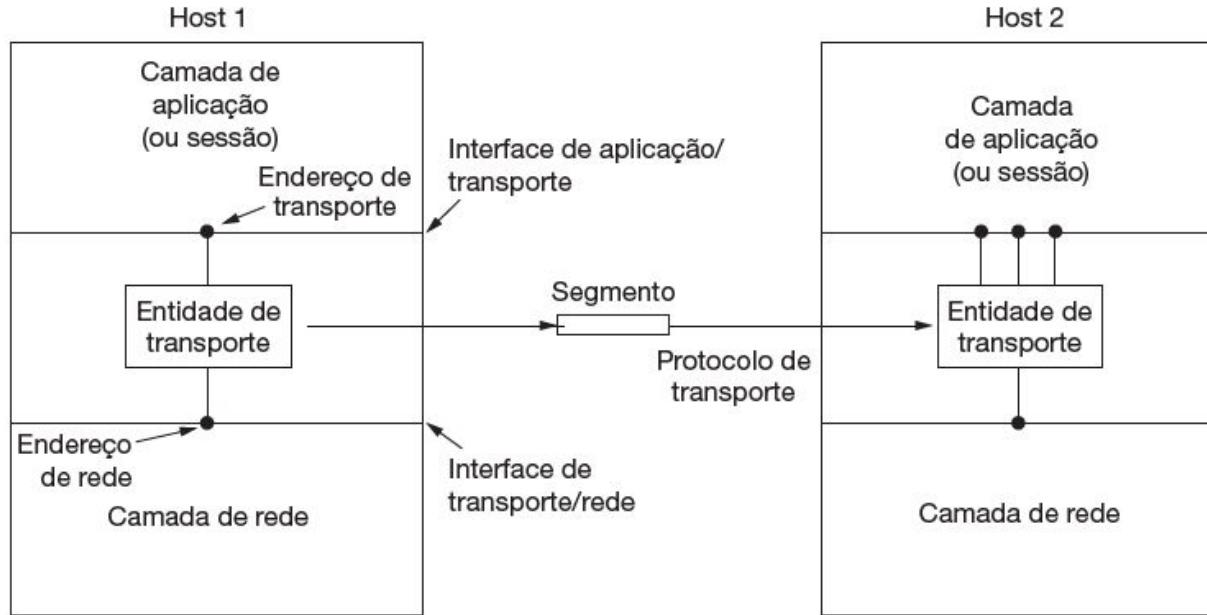 Host 1
Camada de
aplicação
(ou sessão)
Endereço de
transporte
Interface de aplicação/
transporte
Entidade de
transporte
Segmento
Protocolo de
transporte
Endereço
de rede
Interface de
transporte/rede
Camada de rede
Host 2
Camada
de aplicação
(ou sessão)
Entidade de
transporte
Camada de rede